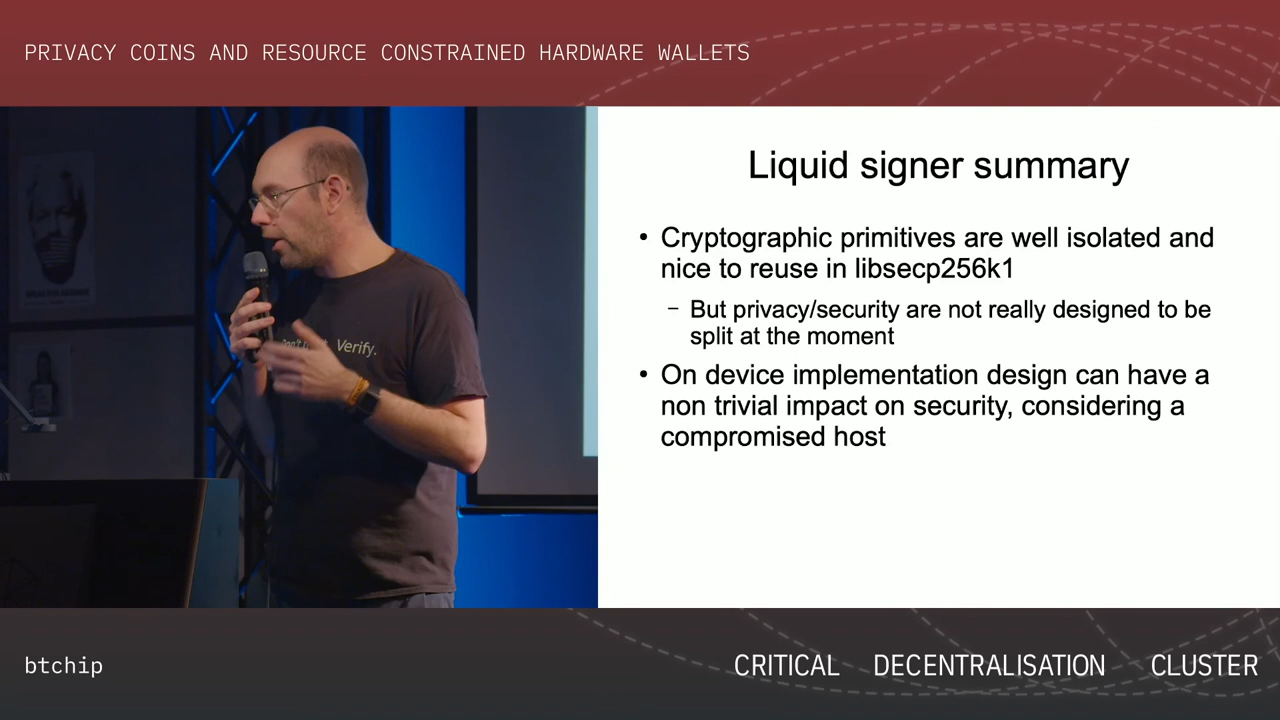 PRIVACY COINS AND RESOURCE CONSTRAINED HARDWARE WALLETS
Liquid signer summary
• Cryptographic primitives are well isolated and
nice to reuse in libsecp256k1
– But privacy/security are not really designed to be
split at the moment
• On device implementation design can have a
non trivial impact on security, considering a
compromised host
Verify.
btchip
CRITICAL DECENTRALISATION CLUSTER